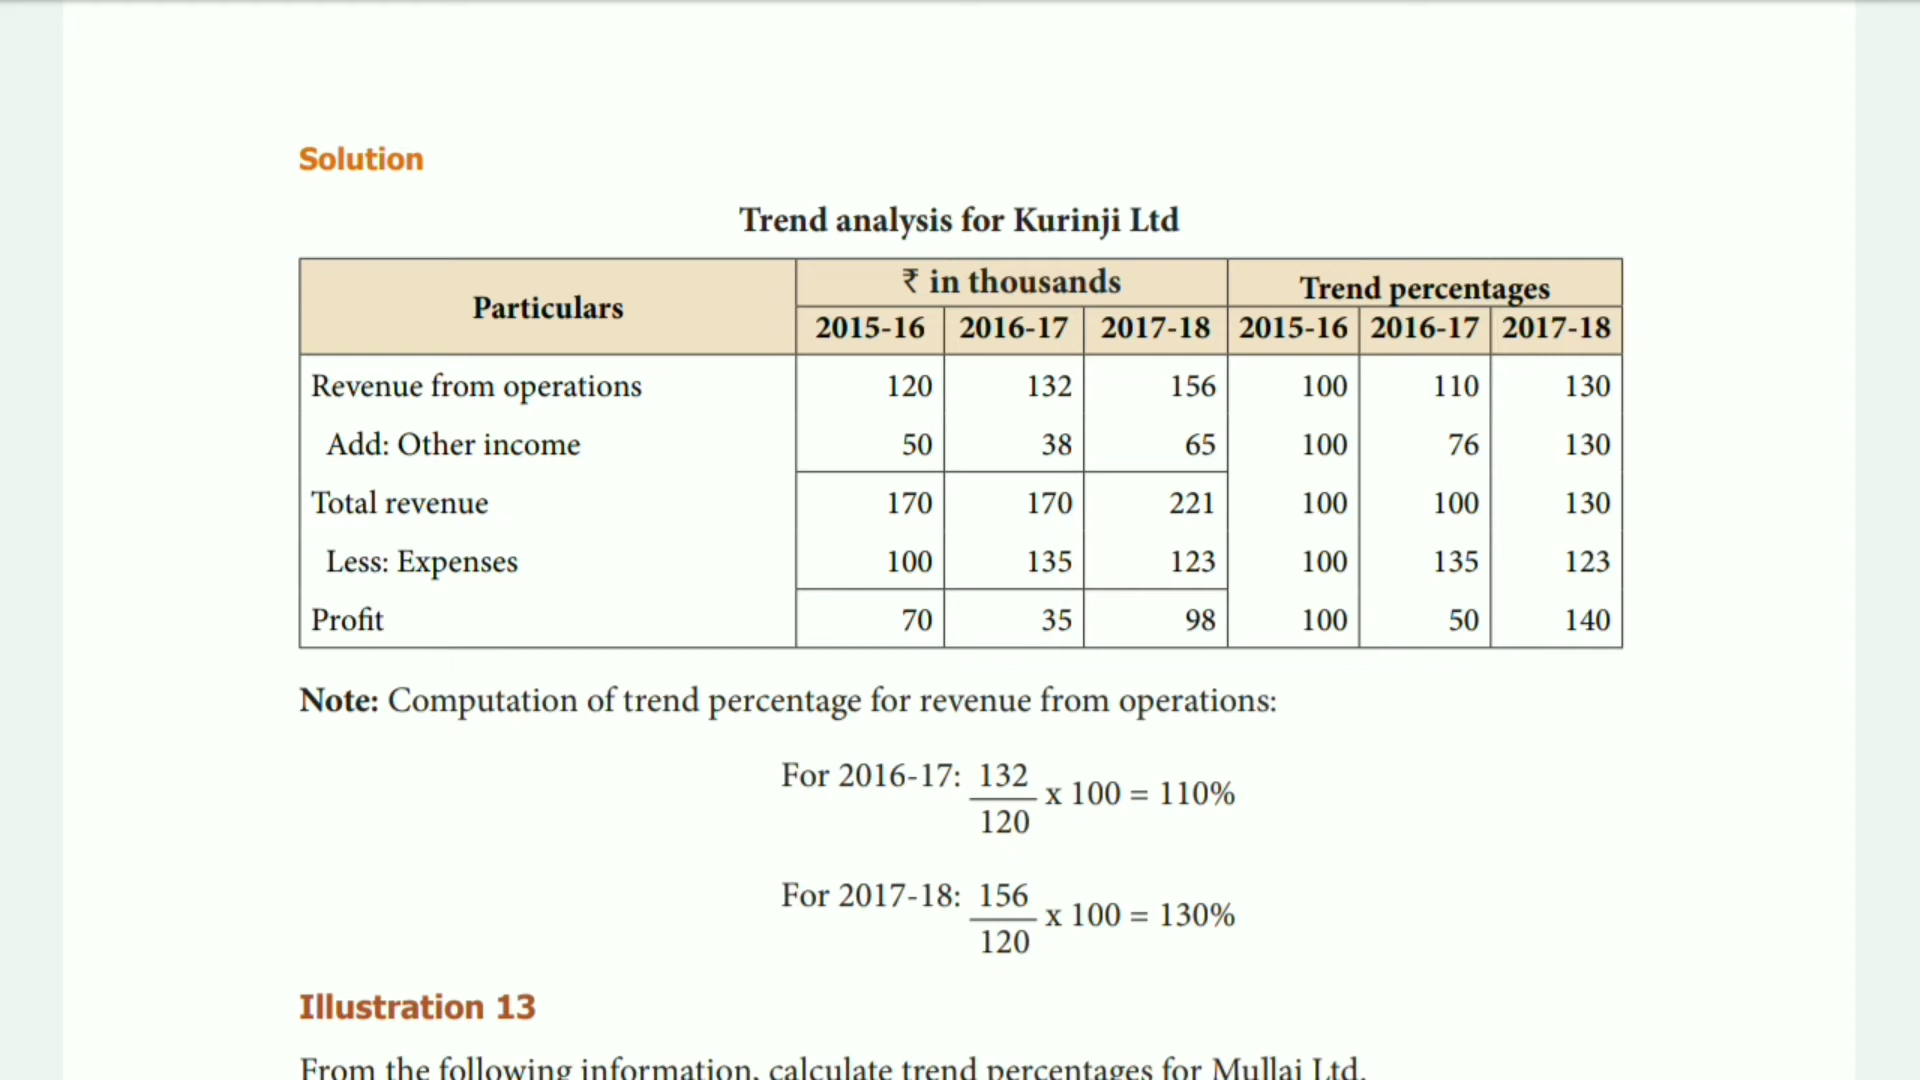 Solution
Trend analysis for Kurinji Ltd
Particulars ₹ in thousands Trend percentages
2015-16 2016-17 2017-18 2015-16 2016-17 2017-18
Revenue from operations 120 132 156 100 110 130
Add: Other income 50 38 65 100 76 130
Total revenue 170 170 221 100 100 130
Less: Expenses 100 135 123 100 135 123
Profit 70 35 98 100 50 140
Note: Computation of trend percentage for revenue from operations:
For 2016-17: 132
x 100 = 110%
120
For 2017-18: 156
x 100 = 130%
120
Illustration 13
From the following information, calculate trend percentages for Mullai Ltd.